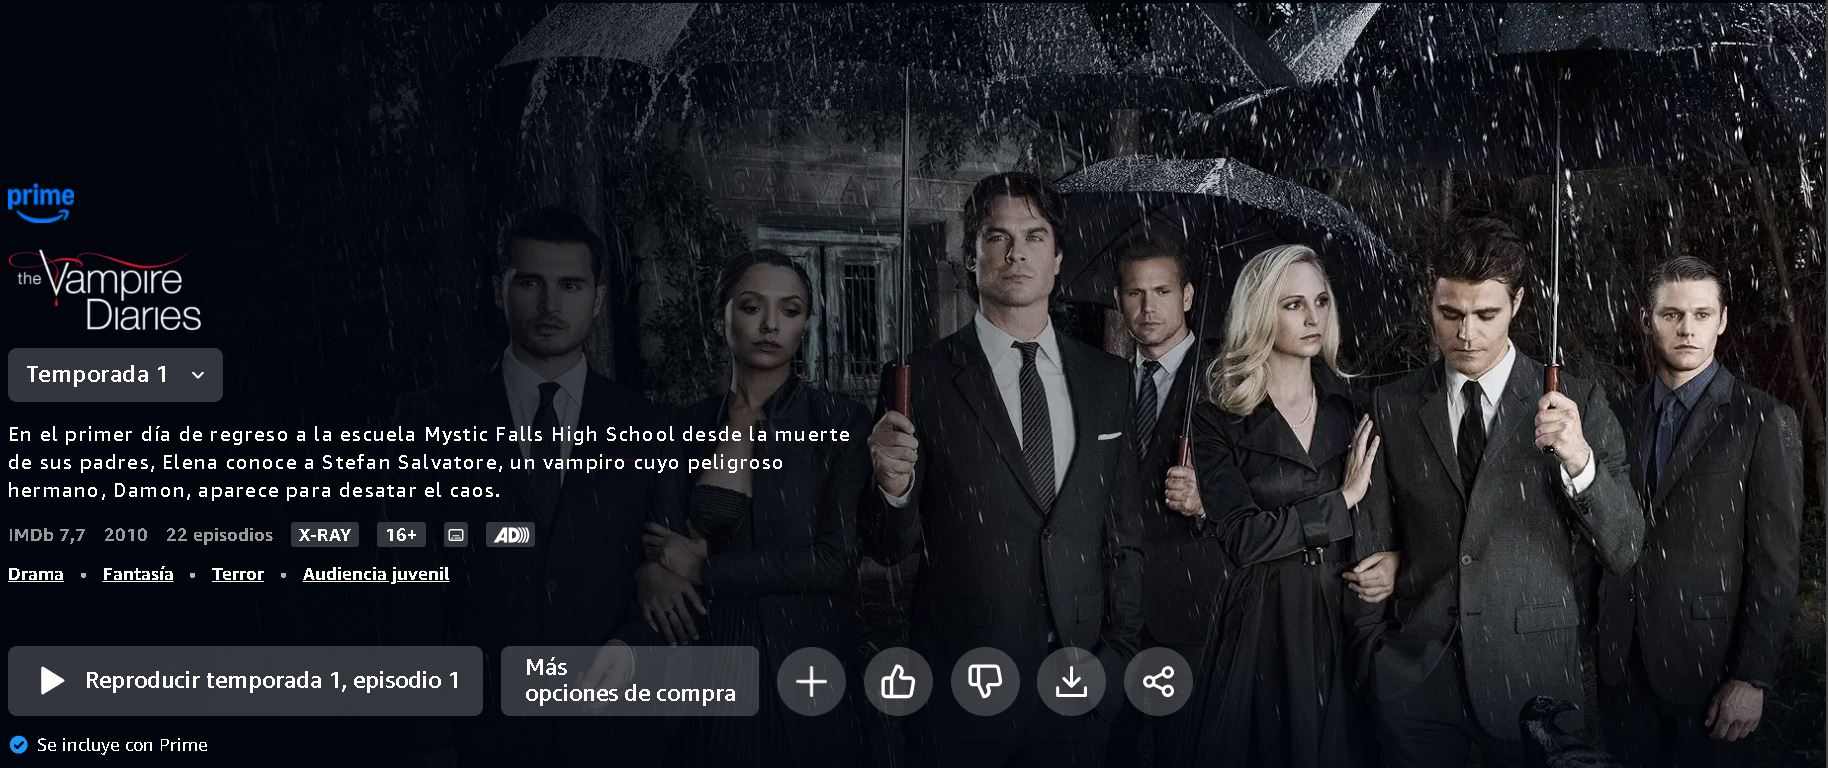 prime
the Vampire
Diaries
Temporada 1
En el primer día de regreso a la escuela Mystic Falls High School desde la muerte
de sus padres, Elena conoce a Stefan Salvatore, un vampiro cuyo peligroso
hermano, Damon, aparece para desatar el caos.
IMDb 7,7 2010 22 episodios X-RAY 16+ AD)))
Drama • Fantasía • Terror • Audiencia juvenil
Reproducir temporada 1, episodio 1
Más
opciones de compra
Se incluye con Prime